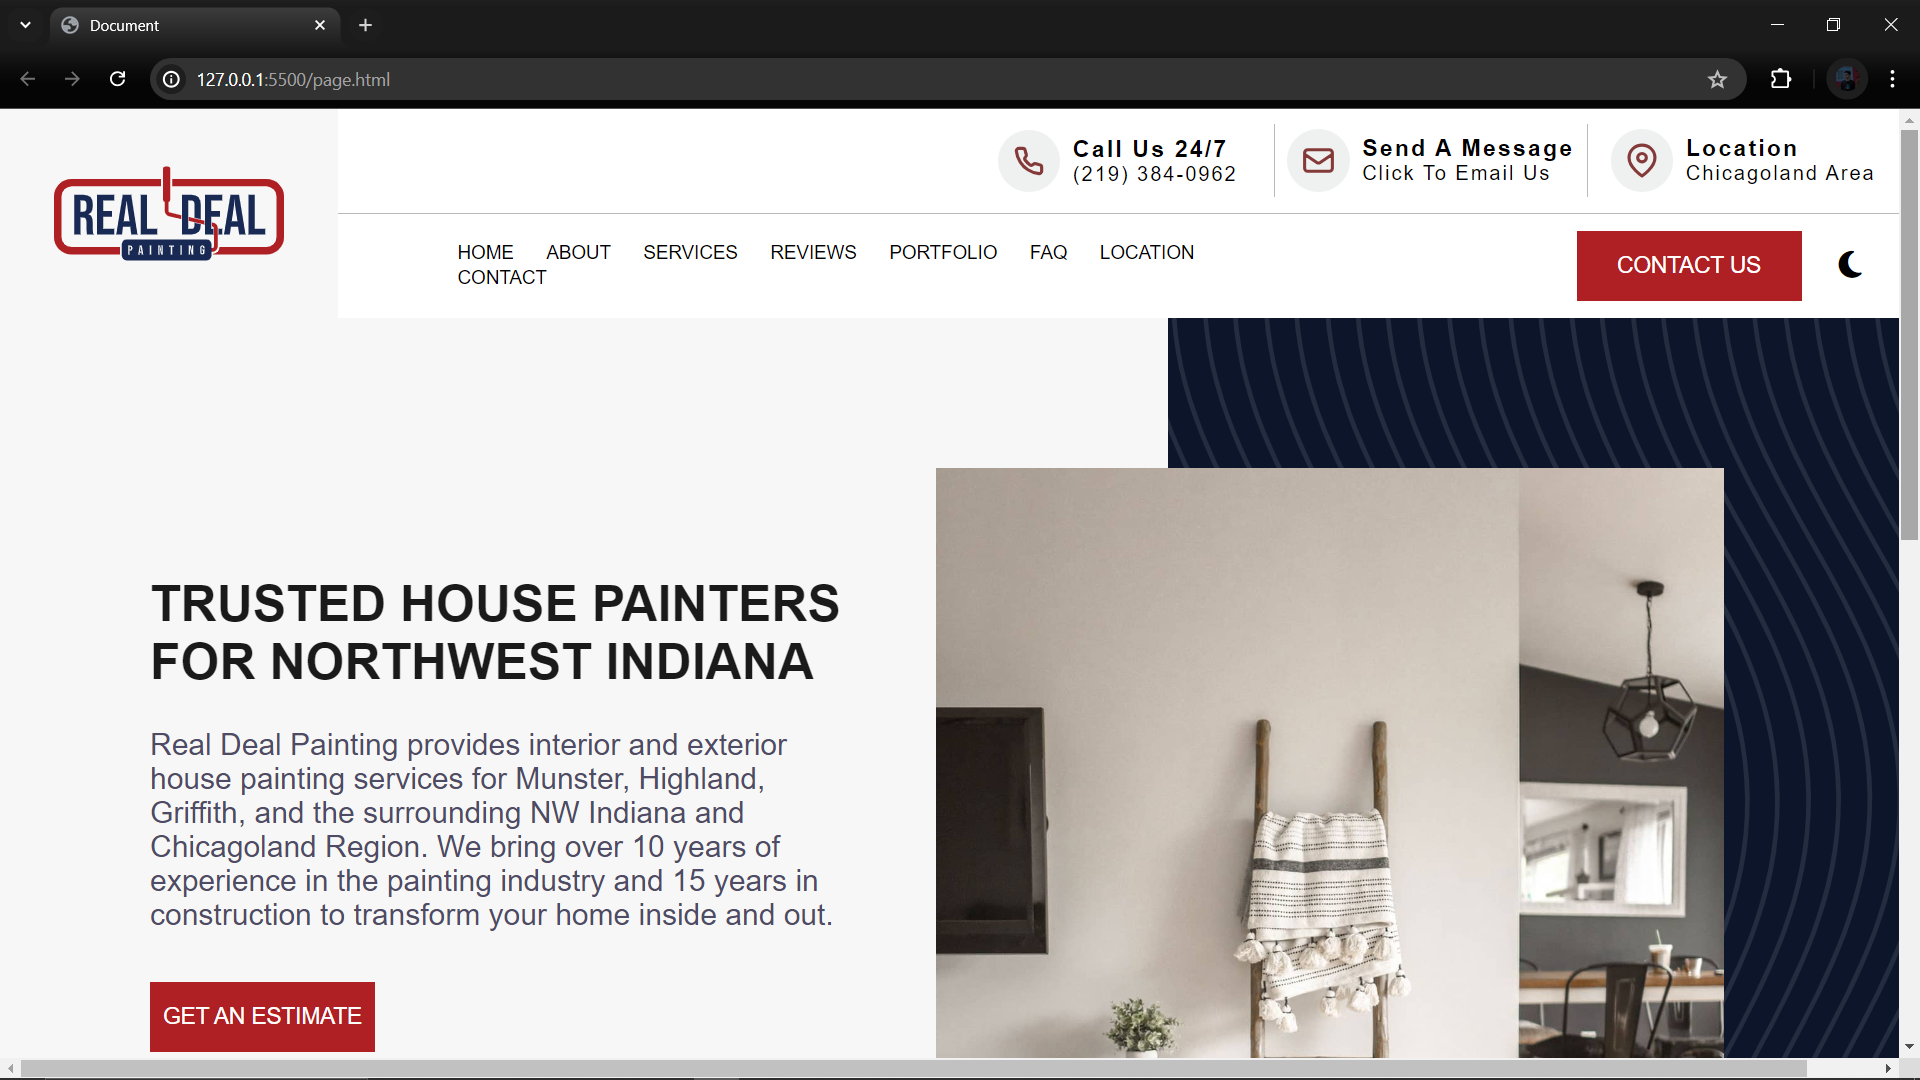 Document
127.0.0.1:5500/page.html
REAL DEAL
PAINTING
Call Us 24/7
(219) 384-0962
Send A Message
Click To Email Us
Location
Chicagoland Area
HOME ABOUT SERVICES REVIEWS PORTFOLIO FAQ LOCATION
CONTACT
CONTACT US
TRUSTED HOUSE PAINTERS
FOR NORTHWEST INDIANA
Real Deal Painting provides interior and exterior
house painting services for Munster, Highland,
Griffith, and the surrounding NW Indiana and
Chicagoland Region. We bring over 10 years of
experience in the painting industry and 15 years in
construction to transform your home inside and out.
GET AN ESTIMATE